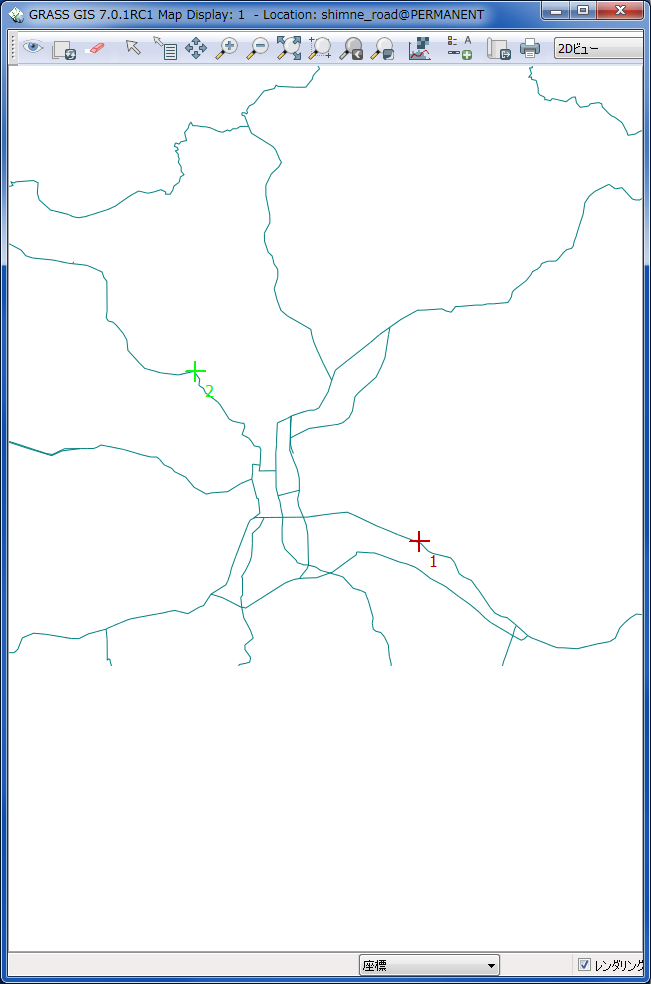 GRASS GIS 7.0.1RC1 Map Display: 1 - Location: shimne_road@PERMANENT
2Dビュー
2
1
座標
レンダリング